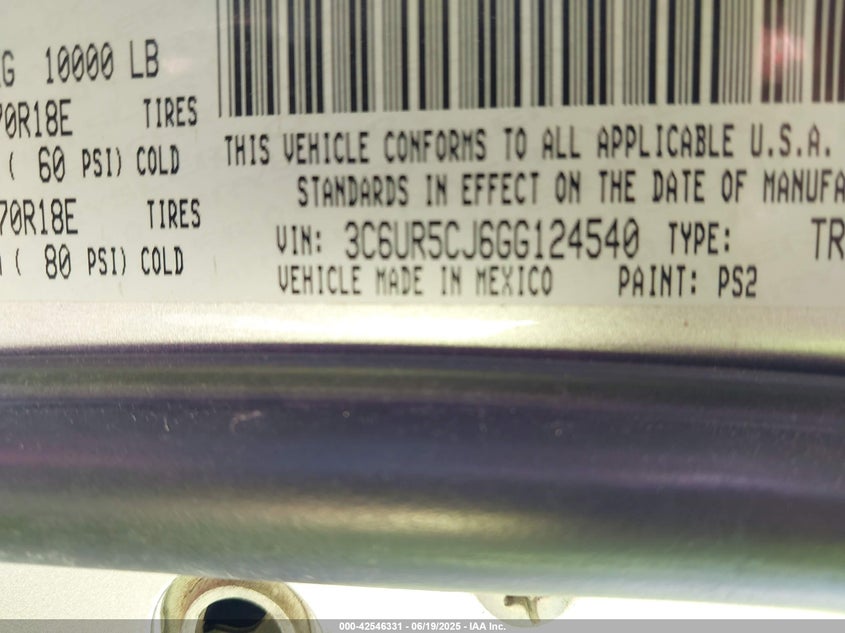 G 10000 LB
70R18E TIRES
( 60 PSI) COLD
70R18E TIRES
( 80 PSI) COLD
THIS VEHICLE CONFORMS TO ALL APPLICABLE U.S.A.
STANDARDS IN EFFECT ON THE DATE OF MANUFA
VIN: 3C6UR5CJ6GG124540 TYPE: TR
VEHICLE MADE IN MEXICO PAINT: PS2
000-42546331 - 06/19/2025 - IAA Inc.